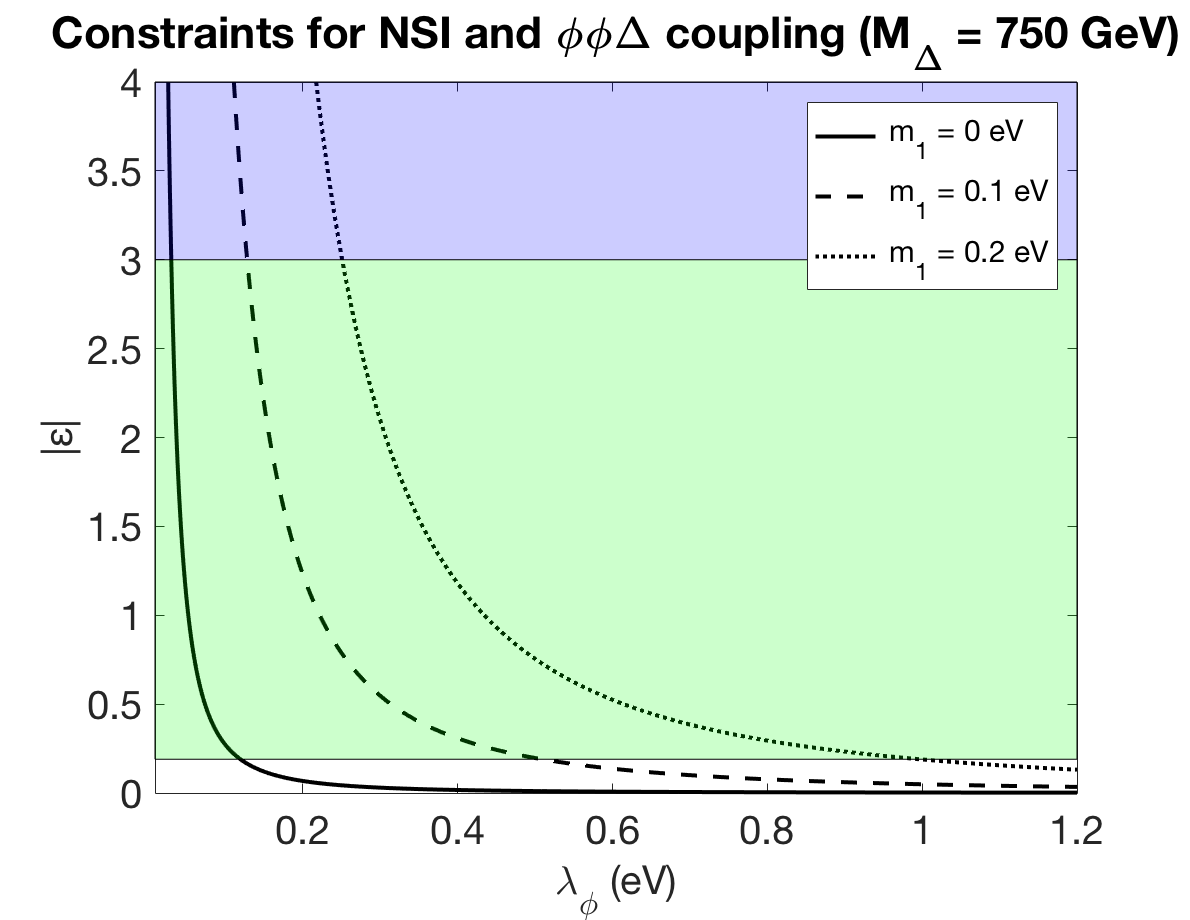 Constraints for NSI and ϕϕΔ coupling (M_Δ = 750 GeV)
4
3.5
3
2.5
2
1.5
1
0.5
0
|ε|
m_1 = 0 eV
m_1 = 0.1 eV
m_1 = 0.2 eV
0.2 0.4 0.6 0.8 1 1.2
λ_ϕ (eV)